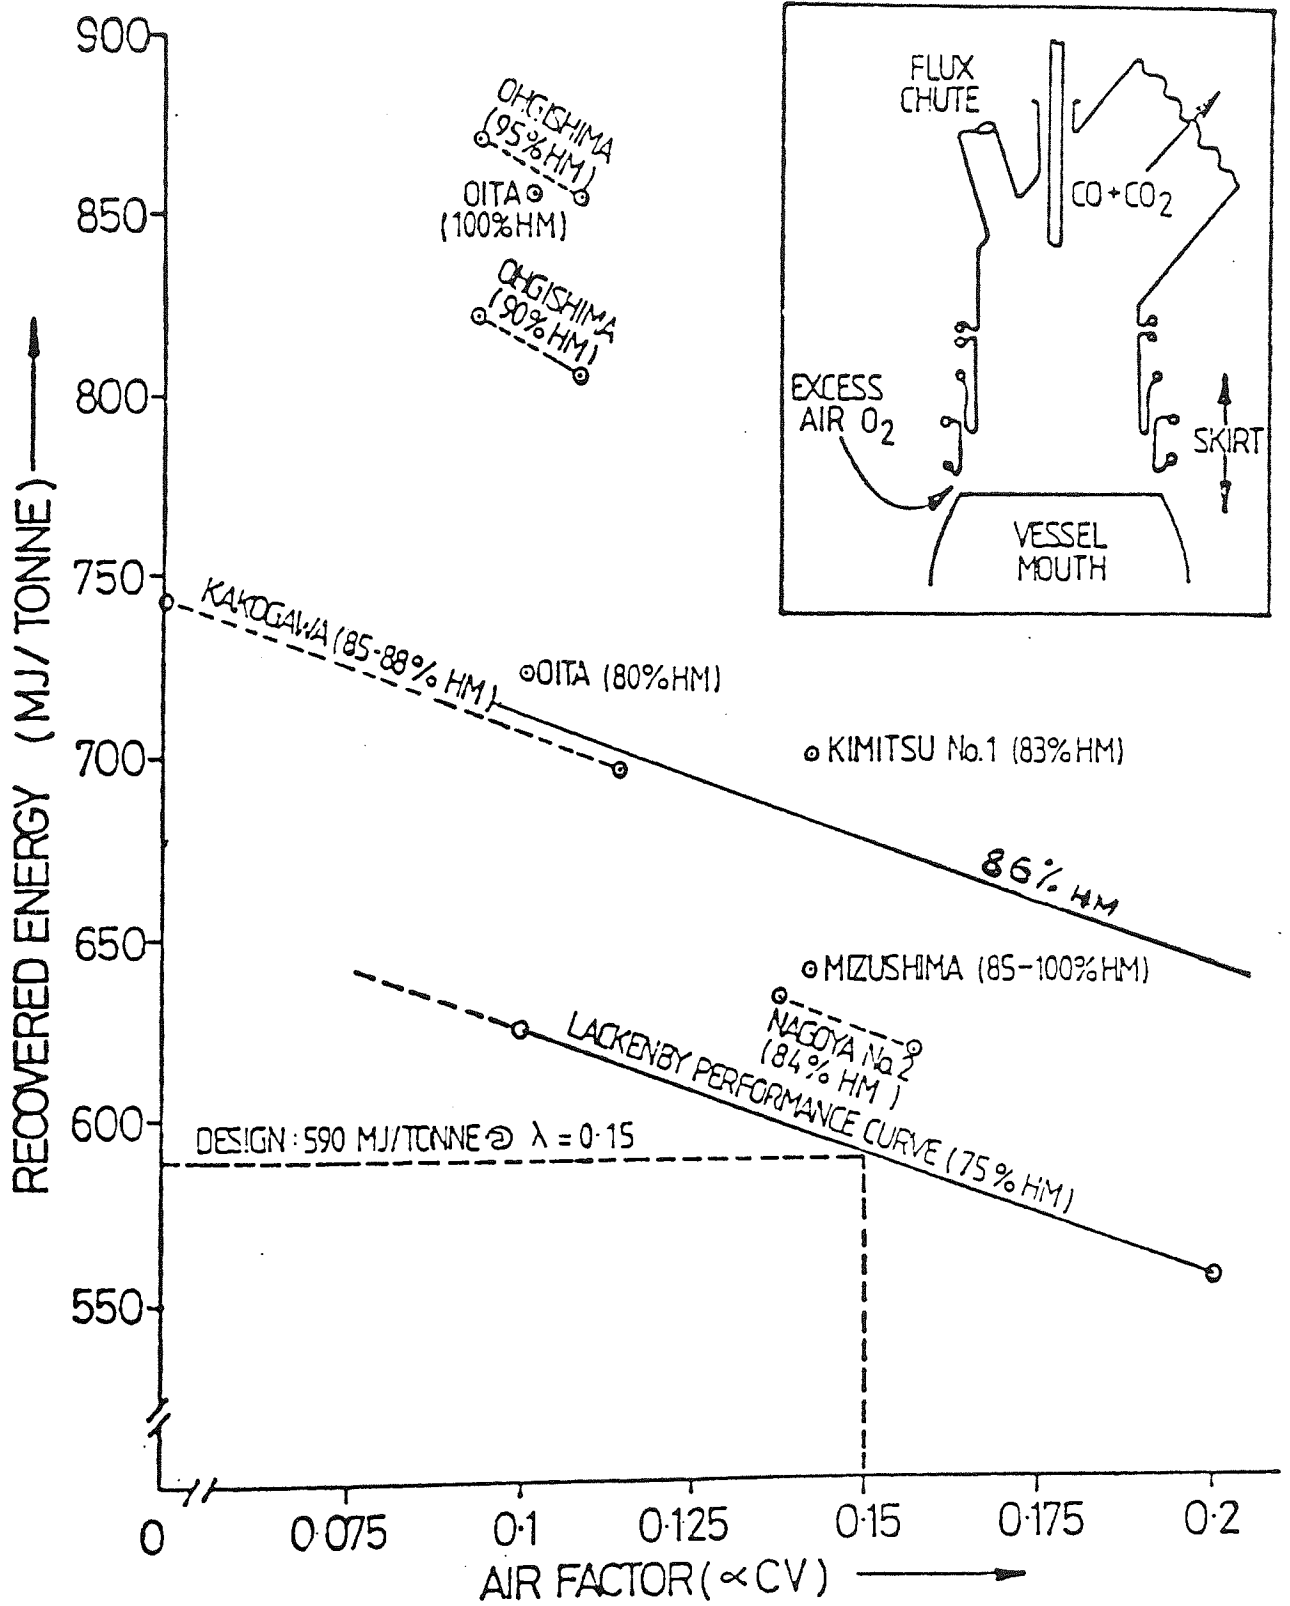 900
850
800
750
700
650
600
550
RECOVERED ENERGY (MJ/TONNE)
OHGISHIMA
(95%HM)
OITA
(100%HM)
OHGISHIMA
(90%HM)
KAKOGAWA (85-88% HM)
OITA (80%HM)
KIMITSU No.1 (83%HM)
86% HM
MIZUSHIMA (85-100%HM)
NAGOYA No.2
(84% HM)
LACKENBY PERFORMANCE CURVE (75% HM)
DESIGN: 590 MJ/TONNE @ λ = 0·15
0
0·075
0·1
0·125
0·15
0·175
0·2
AIR FACTOR (∝CV)
FLUX
CHUTE
CO+CO2
EXCESS
AIR O2
SKIRT
VESSEL
MOUTH